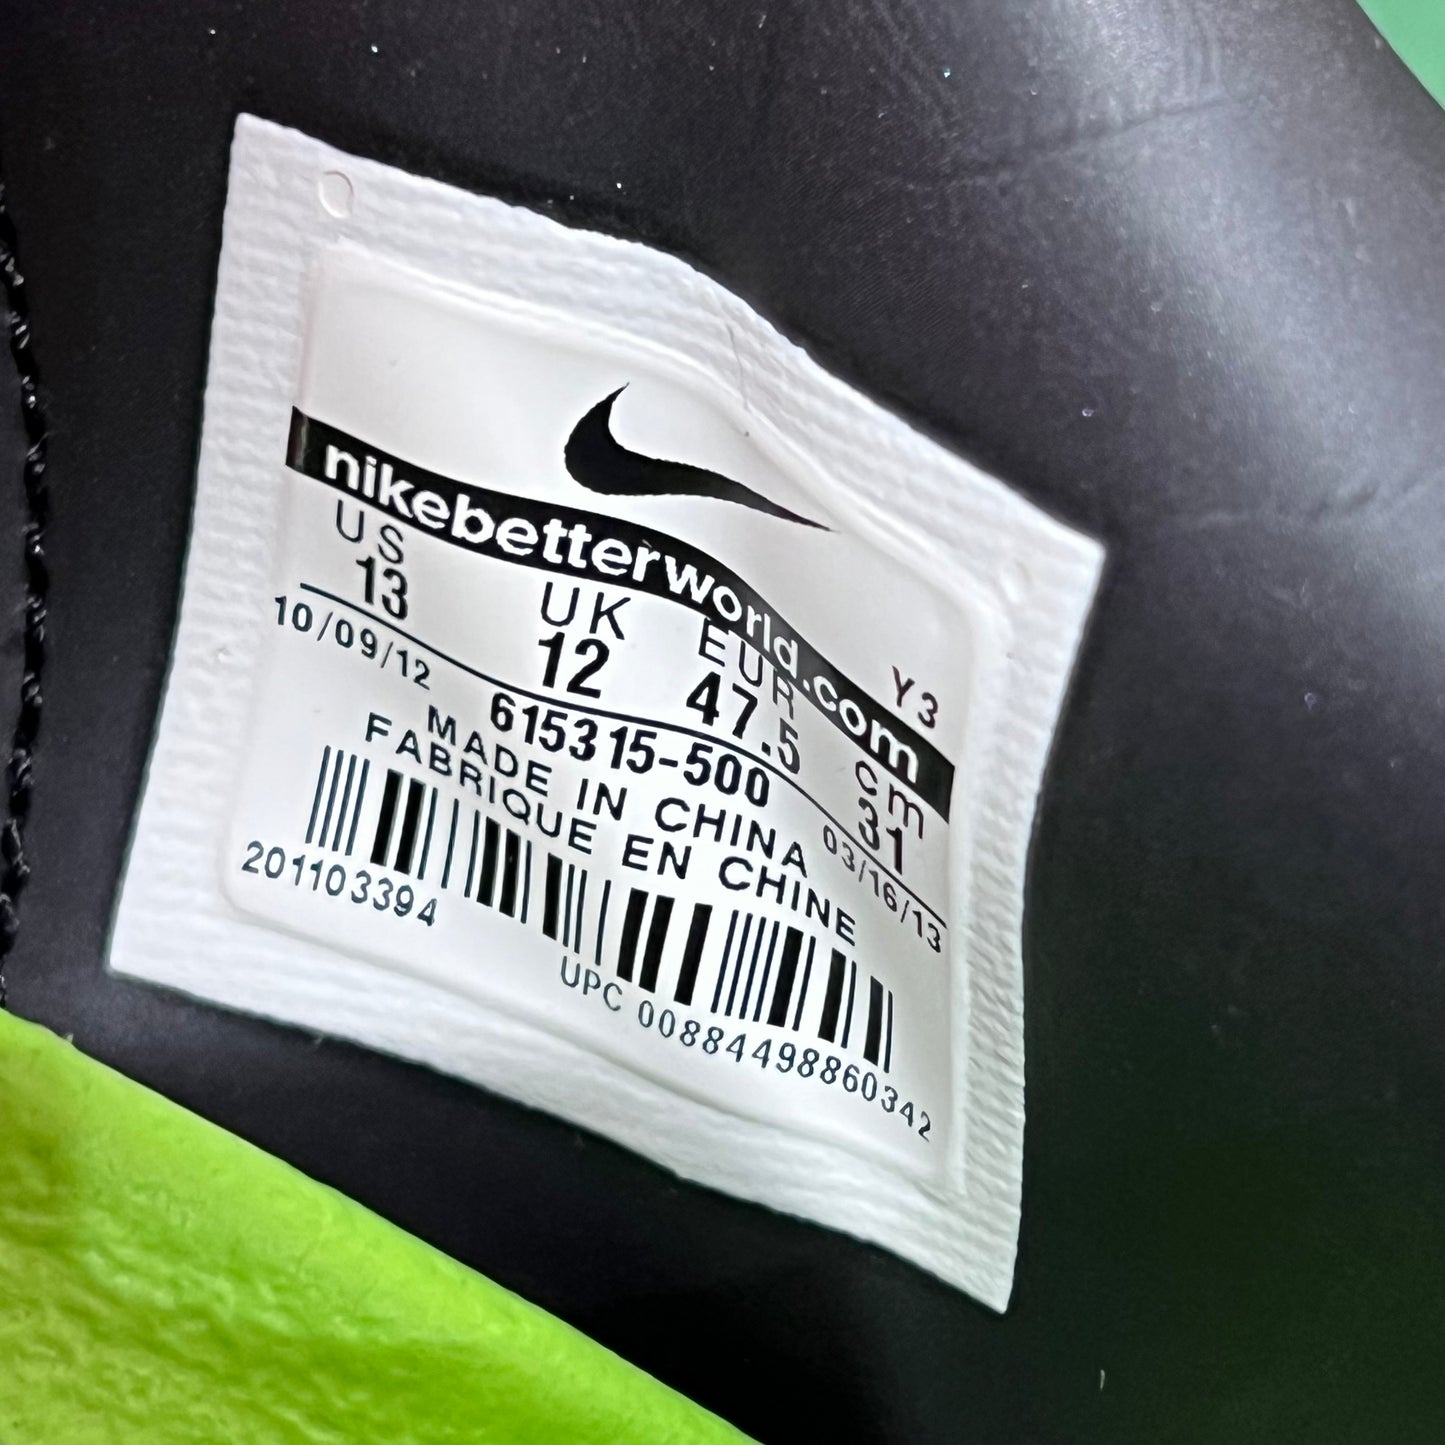 Y3
nikebetterworld.com
US UK EUR cm
13 12 47.5 31
10/09/12 615315-500 03/16/13
MADE IN CHINA
FABRIQUE EN CHINE
201103394
UPC 00884498860342